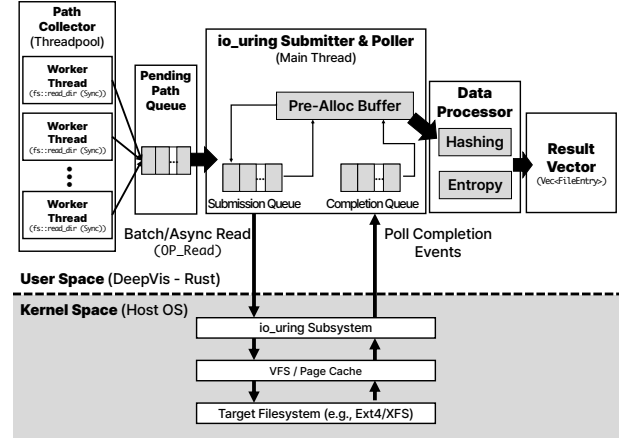 Path
Collector
(Threadpool)
Worker
Thread
(fs::read_dir (Sync))
Worker
Thread
(fs::read_dir (Sync))
Worker
Thread
(fs::read_dir (Sync))
Pending
Path
Queue
...
io_uring Submitter & Poller
(Main Thread)
Pre-Alloc Buffer
...
Submission Queue
...
Completion Queue
Data
Processor
Hashing
Entropy
Result
Vector
(Vec<FileEntry>)
Batch/Async Read
(OP_Read)
Poll Completion
Events
User Space (DeepVis - Rust)
Kernel Space (Host OS)
io_uring Subsystem
VFS / Page Cache
Target Filesystem (e.g., Ext4/XFS)